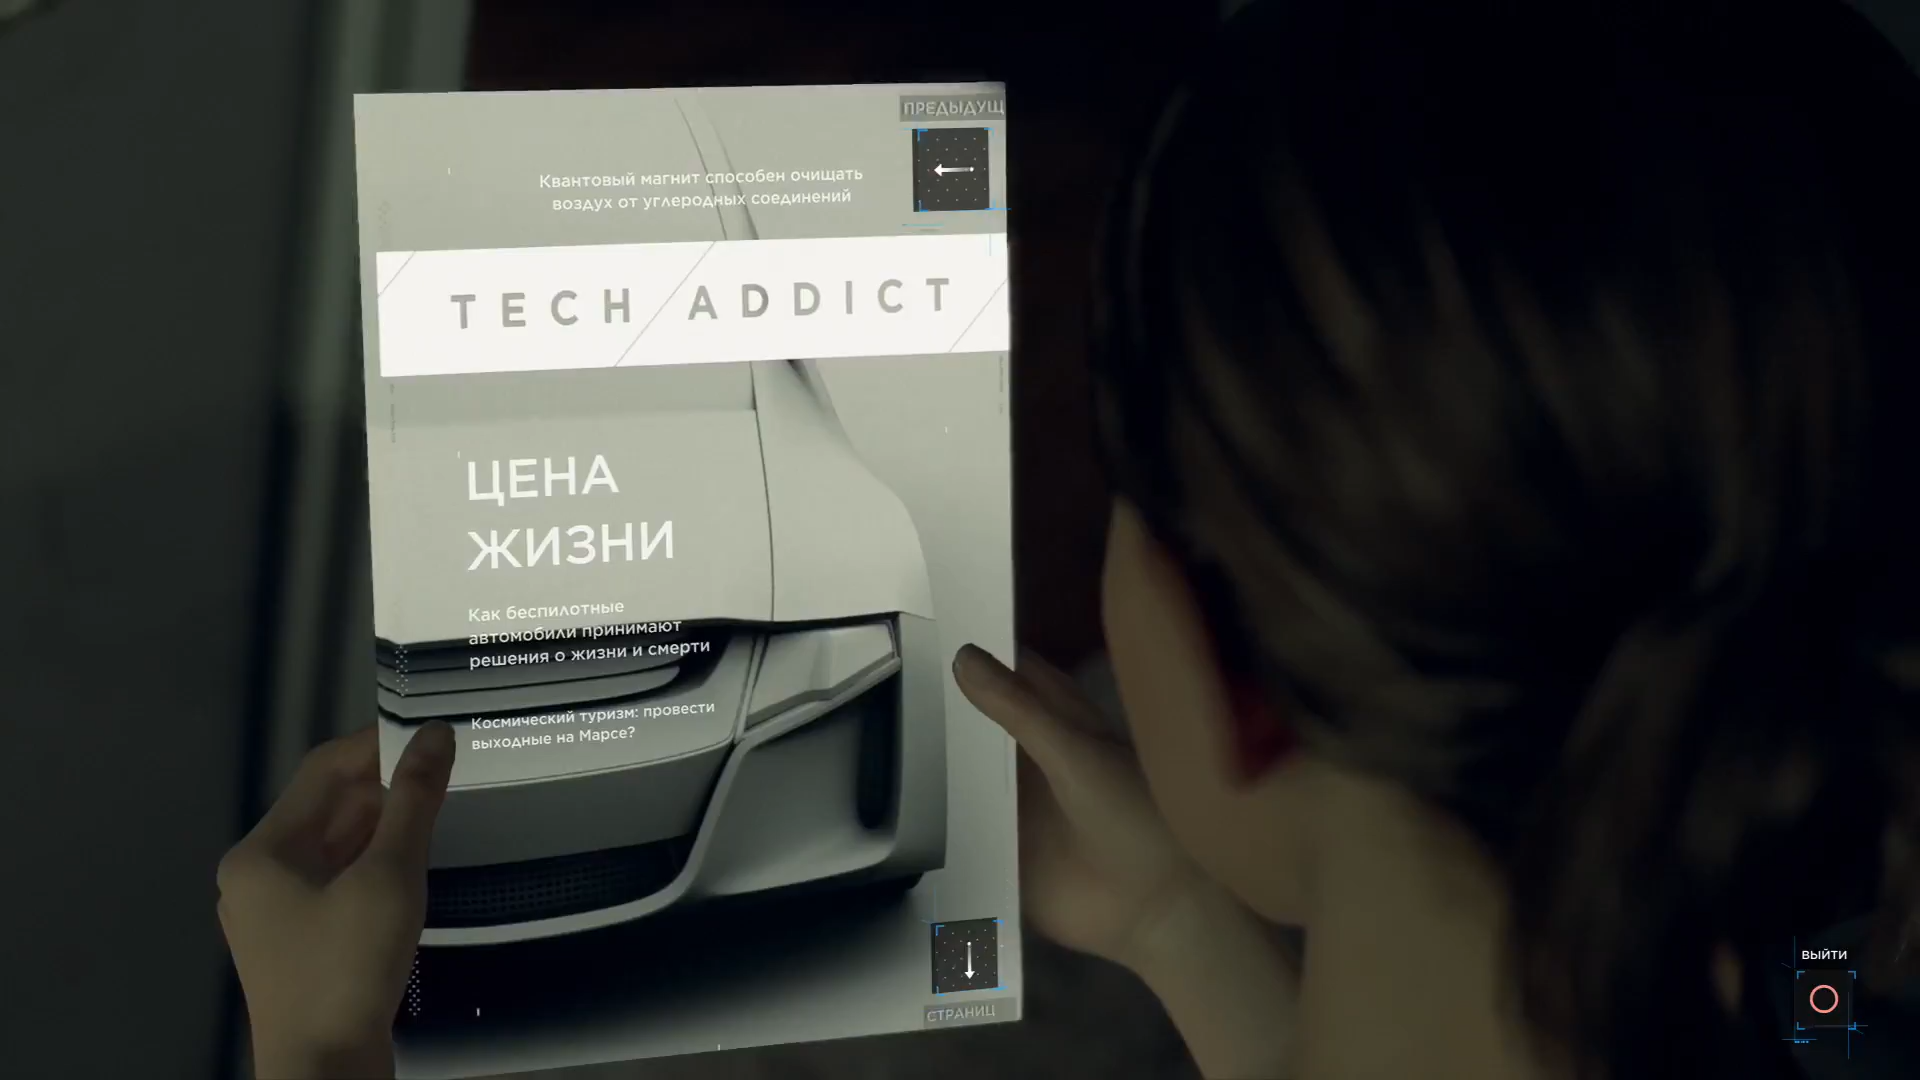 ПРЕДЫДУЩ
Квантовый магнит способен очищать
воздух от углеродных соединений
TECH ADDICT
ЦЕНА
ЖИЗНИ
Как беспилотные
автомобили принимают
решения о жизни и смерти
Космический туризм: провести
выходные на Марсе?
СТРАНИЦ
ВЫЙТИ